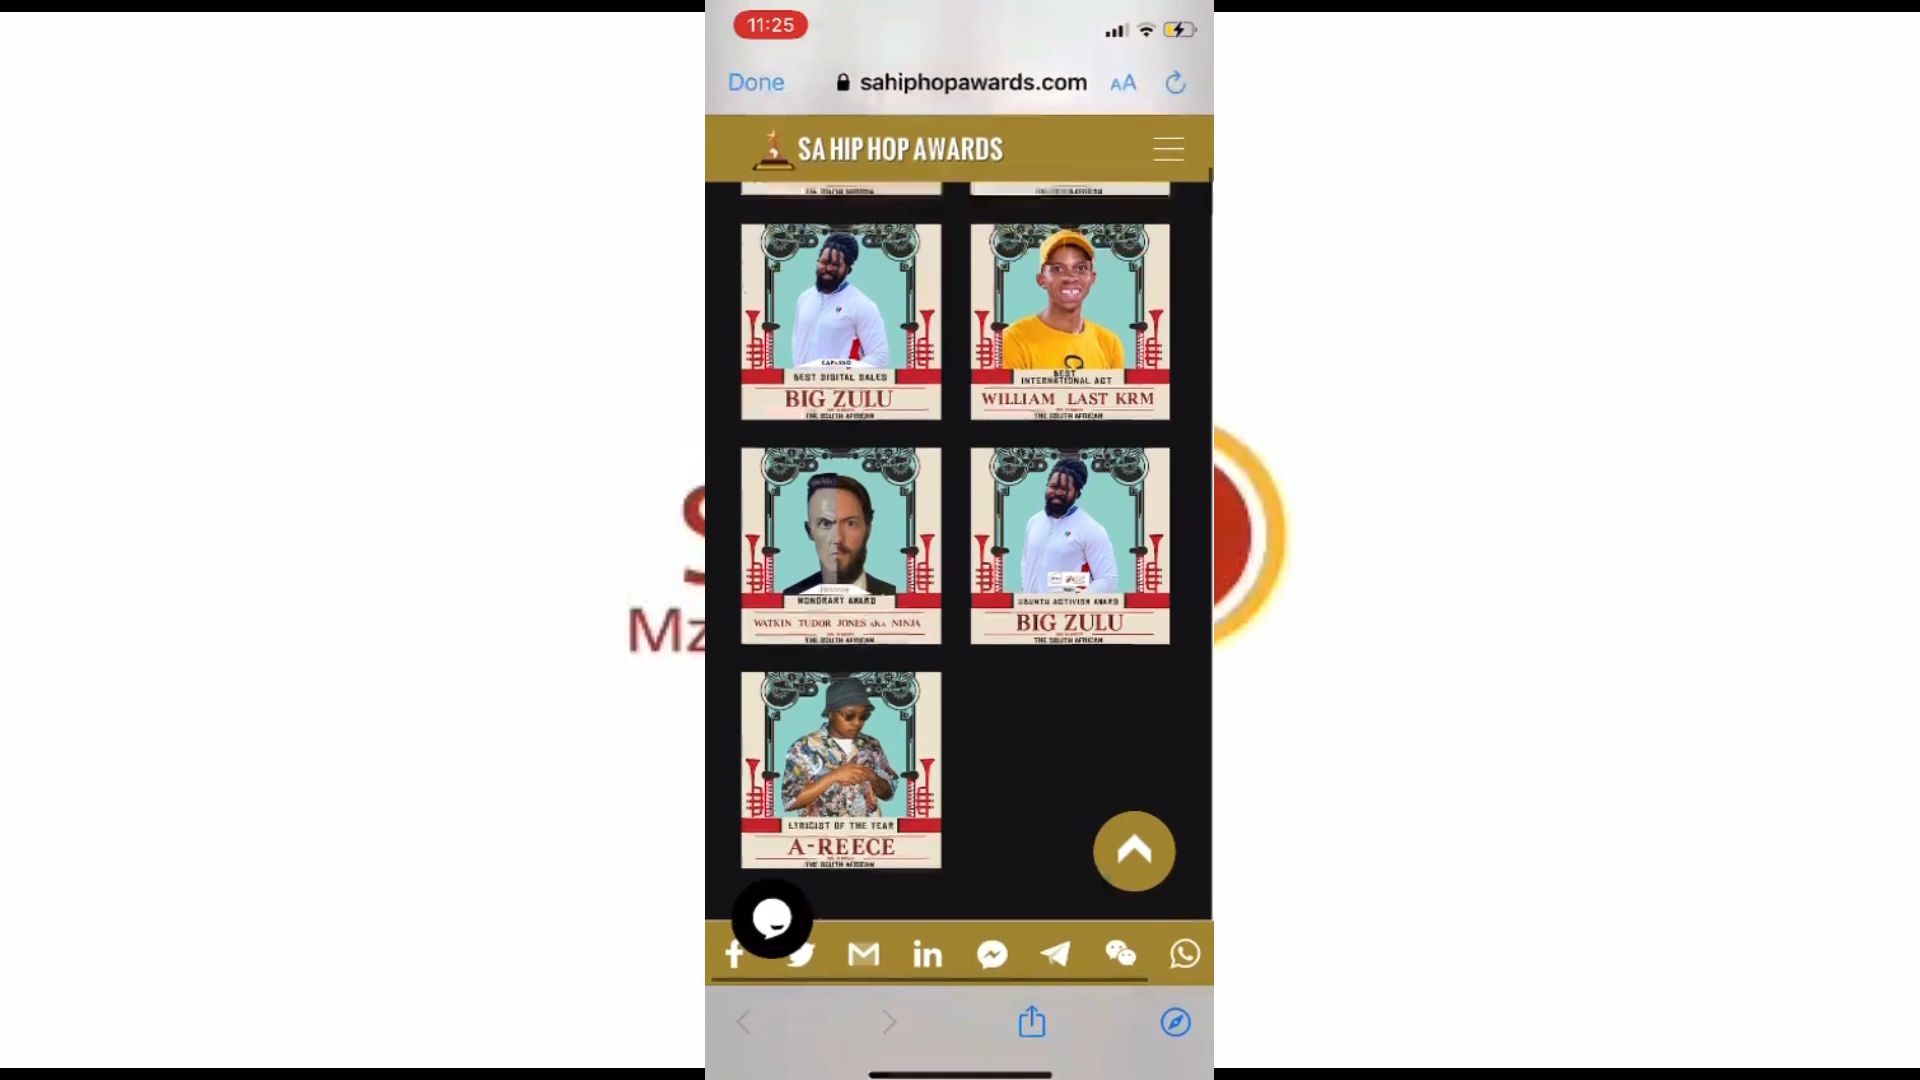 11:25
Done
sahiphopawards.com
AA
SA HIP HOP AWARDS
BEST DIGITAL SALES
BIG ZULU
THE SOUTH AFRICAN
BEST
INTERNATIONAL ACT
WILLIAM LAST KRM
THE SOUTH AFRICAN
HONORARY AWARD
WATKIN TUDOR JONES AKA NINJA
THE SOUTH AFRICAN
UBUNTU ACTIVISM AWARD
BIG ZULU
THE SOUTH AFRICAN
LYRICIST OF THE YEAR
A-REECE
THE SOUTH AFRICAN